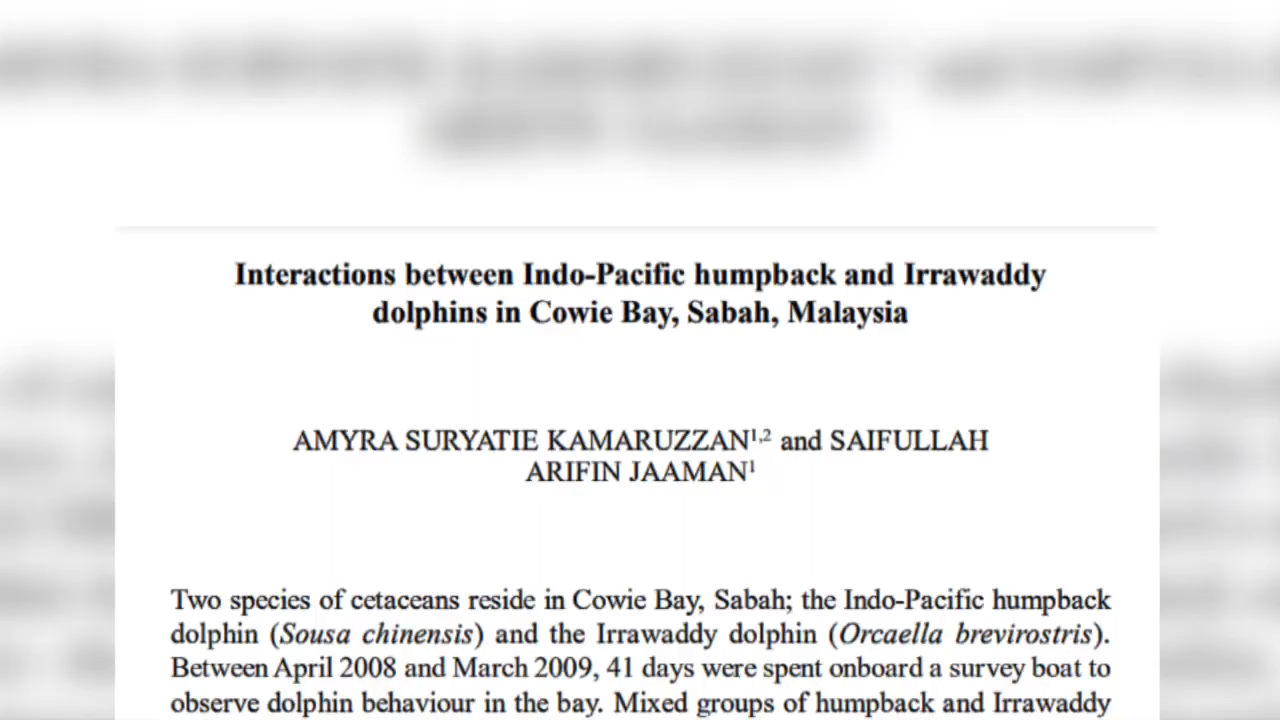 Interactions between Indo-Pacific humpback and Irrawaddy
dolphins in Cowie Bay, Sabah, Malaysia
AMYRA SURYATIE KAMARUZZAN¹,² and SAIFULLAH
ARIFIN JAAMAN¹
Two species of cetaceans reside in Cowie Bay, Sabah; the Indo-Pacific humpback
dolphin (Sousa chinensis) and the Irrawaddy dolphin (Orcaella brevirostris).
Between April 2008 and March 2009, 41 days were spent onboard a survey boat to
observe dolphin behaviour in the bay. Mixed groups of humpback and Irrawaddy